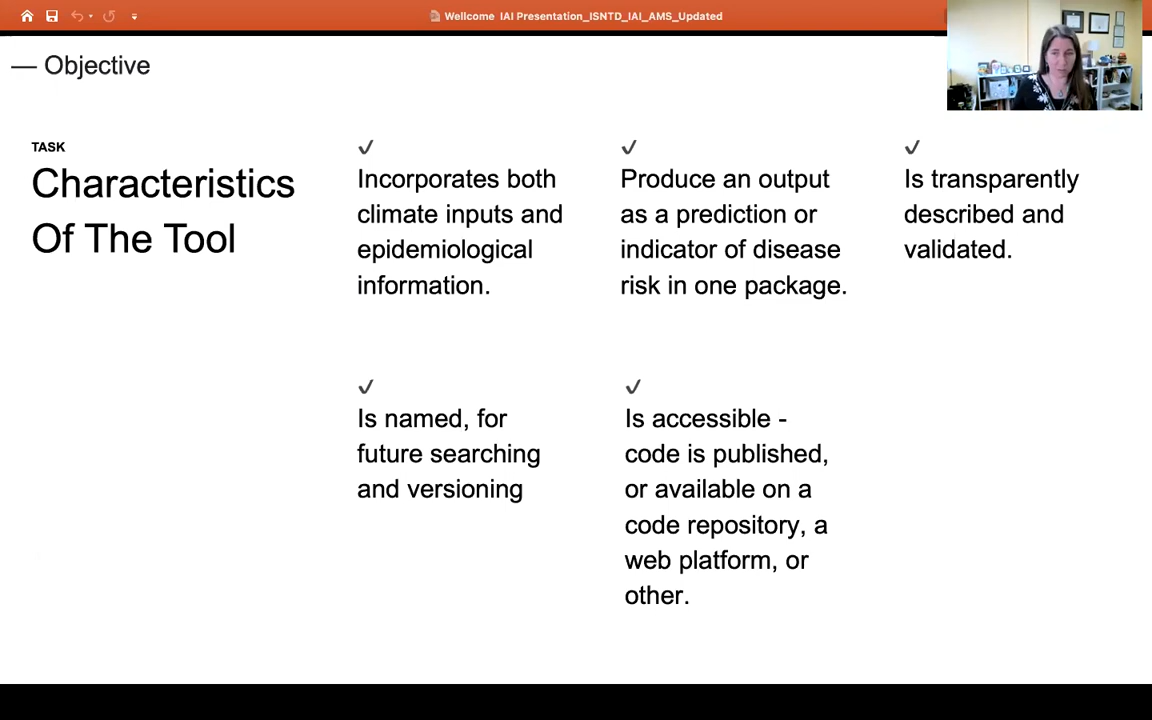 Wellcome IAI Presentation_ISNTD_IAI_AMS_Updated
— Objective
TASK
Characteristics
Of The Tool
Incorporates both
climate inputs and
epidemiological
information.
Produce an output
as a prediction or
indicator of disease
risk in one package.
Is transparently
described and
validated.
Is named, for
future searching
and versioning
Is accessible -
code is published,
or available on a
code repository, a
web platform, or
other.